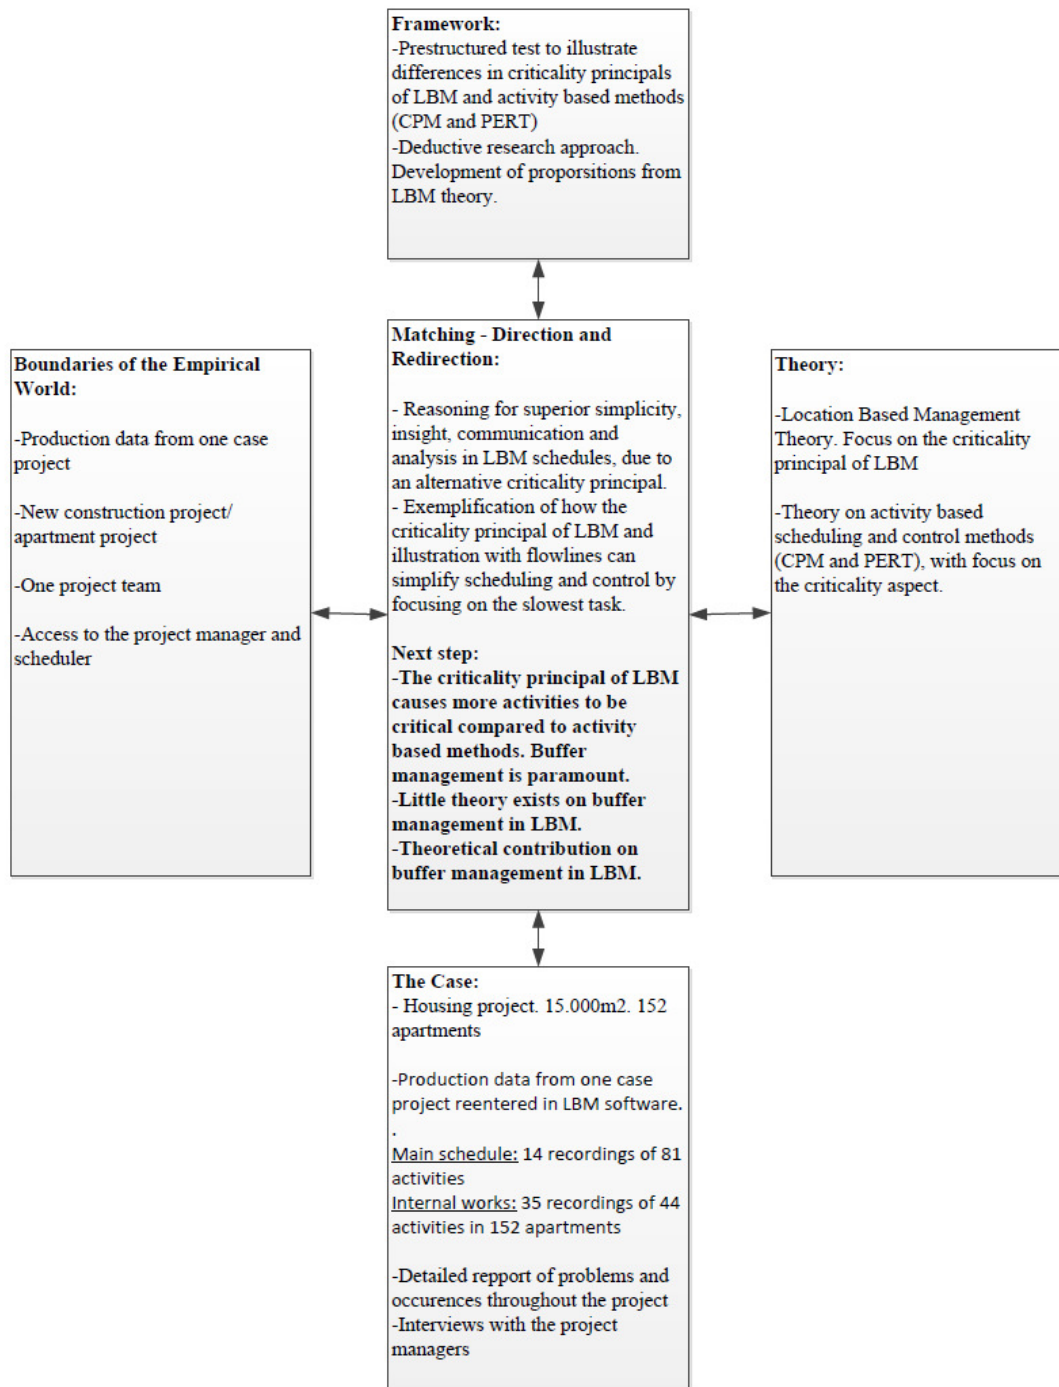 Framework:
-Prestructured test to illustrate
differences in criticality principals
of LBM and activity based methods
(CPM and PERT)
-Deductive research approach.
Development of proporsitions from
LBM theory.
Boundaries of the Empirical
World:
-Production data from one case
project
-New construction project/
apartment project
-One project team
-Access to the project manager and
scheduler
Matching - Direction and
Redirection:
- Reasoning for superior simplicity,
insight, communication and
analysis in LBM schedules, due to
an alternative criticality principal.
- Exemplification of how the
criticality principal of LBM and
illustration with flowlines can
simplify scheduling and control by
focusing on the slowest task.
Next step:
-The criticality principal of LBM
causes more activities to be
critical compared to activity
based methods. Buffer
management is paramount.
-Little theory exists on buffer
management in LBM.
-Theoretical contribution on
buffer management in LBM.
Theory:
-Location Based Management
Theory. Focus on the criticality
principal of LBM
-Theory on activity based
scheduling and control methods
(CPM and PERT), with focus on
the criticality aspect.
The Case:
- Housing project. 15.000m2. 152
apartments
-Production data from one case
project reentered in LBM software.
.
Main schedule: 14 recordings of 81
activities
Internal works: 35 recordings of 44
activities in 152 apartments
-Detailed repport of problems and
occurences throughout the project
-Interviews with the project
managers